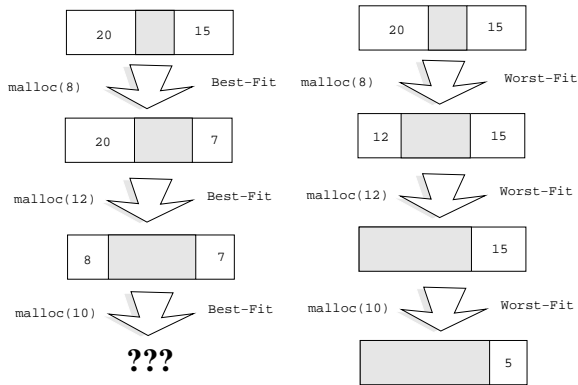 20 15
malloc(8) Best-Fit
20 7
malloc(12) Best-Fit
8 7
malloc(10) Best-Fit
???
20 15
malloc(8) Worst-Fit
12 15
malloc(12) Worst-Fit
15
malloc(10) Worst-Fit
5